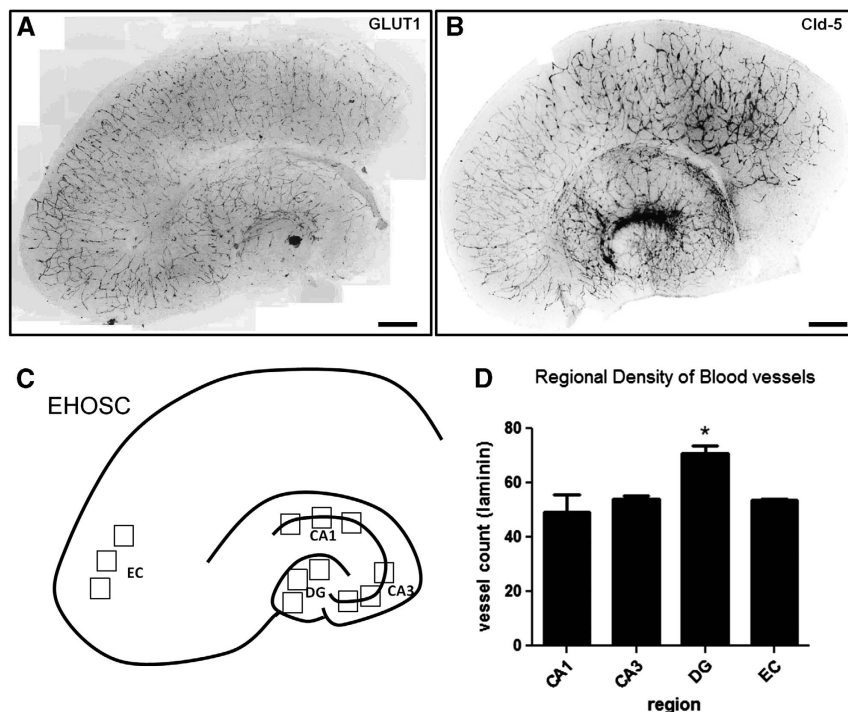 A
GLUT1
B
Cld-5
C
EHOSC
EC
CA1
DG
CA3
D
Regional Density of Blood vessels
*
80
60
40
20
0
vessel count (laminin)
CA1
CA3
DG
EC
region